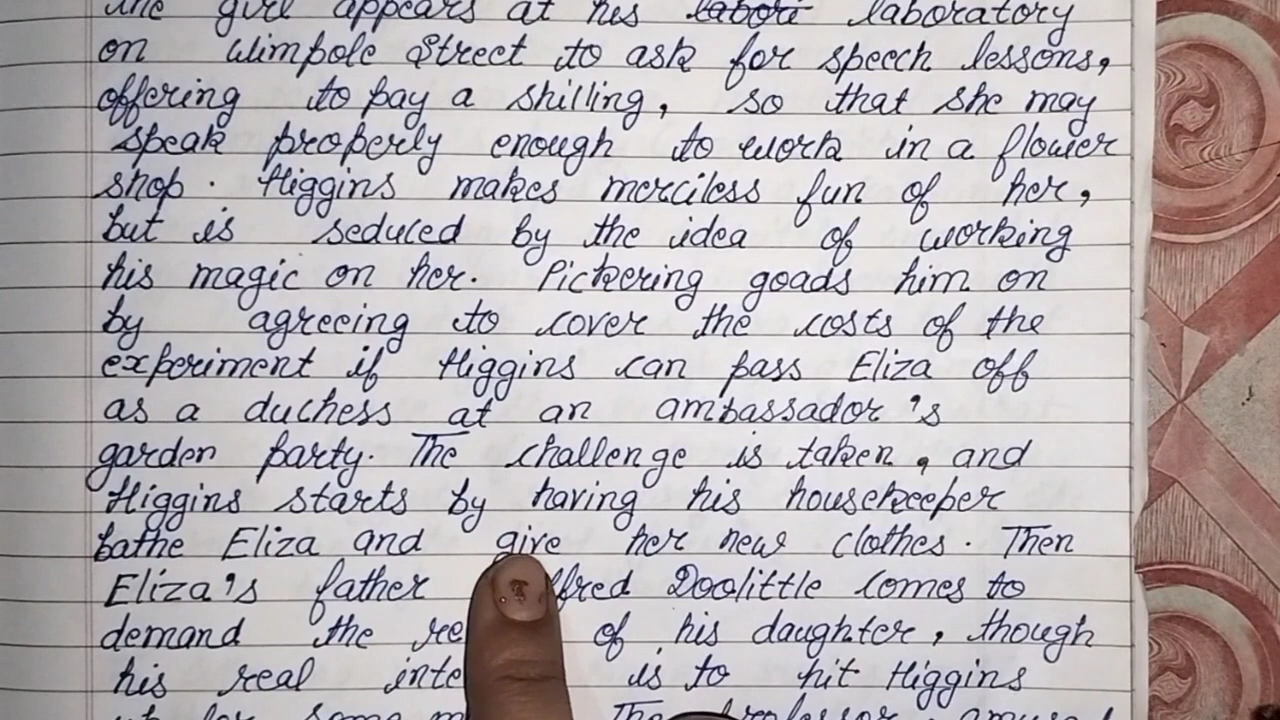 the girl appears at his labori laboratory
on Wimpole Street to ask for speech lessons,
offering to pay a shilling, so that she may
speak properly enough to work in a flower
shop. Higgins makes merciless fun of her,
but is seduced by the idea of working
his magic on her. Pickering goads him on
by agreeing to cover the costs of the
experiment if Higgins can pass Eliza off
as a duchess at an ambassador's
garden party. The challenge is taken, and
Higgins starts by having his housekeeper
bathe Eliza and give her new clothes. Then
Eliza's father Doolittle comes to
demand the of his daughter, though
his real is to hit Higgins
for some The